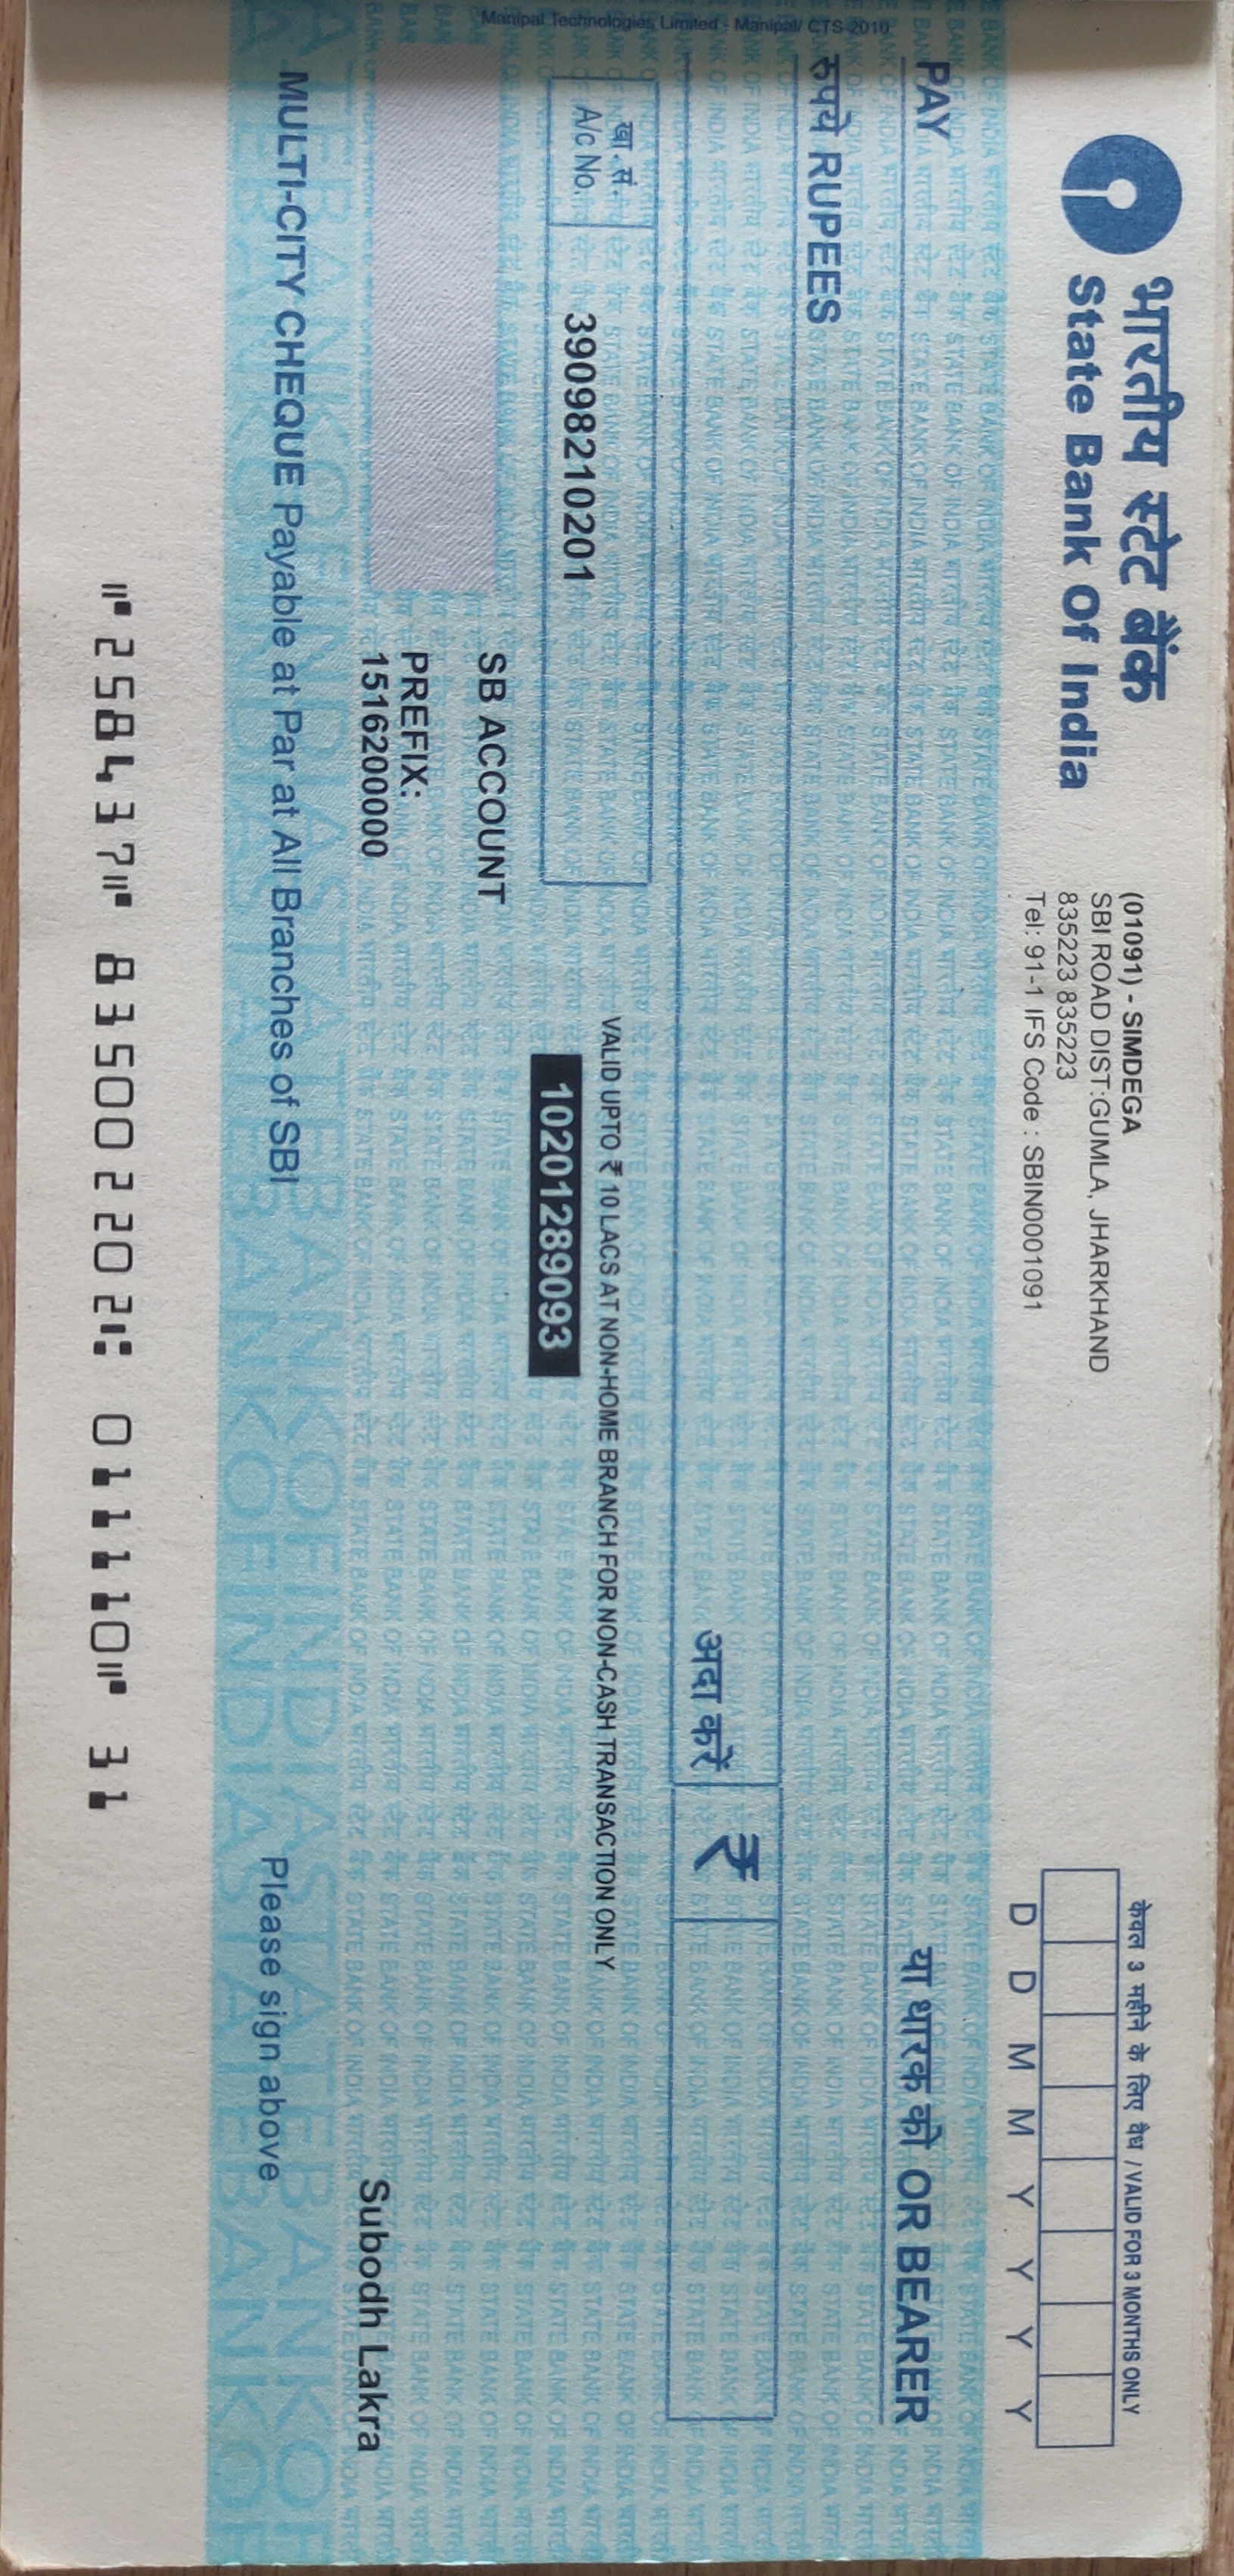 भारतीय स्टेट बैंक
State Bank Of India
(01091) - SIMDEGA
SBI ROAD DIST:GUMLA, JHARKHAND
835223 835223
Tel: 91-1 IFS Code : SBIN0001091
केवल 3 महीने के लिए वैध / VALID FOR 3 MONTHS ONLY
D D M M Y Y Y Y
PAY
या धारक को OR BEARER
रुपये RUPEES
अदा करें
₹
खा.सं.
A/c No.
39098210201
VALID UPTO ₹ 10 LACS AT NON-HOME BRANCH FOR NON-CASH TRANSACTION ONLY
10201289093
SB ACCOUNT
PREFIX:
1516200000
Subodh Lakra
MULTI-CITY CHEQUE Payable at Par at All Branches of SBI
Please sign above
⑈258437⑈ 835002202⑆ 011110⑈ 31
Manipal Technologies Limited - Manipal/ CTS-2010